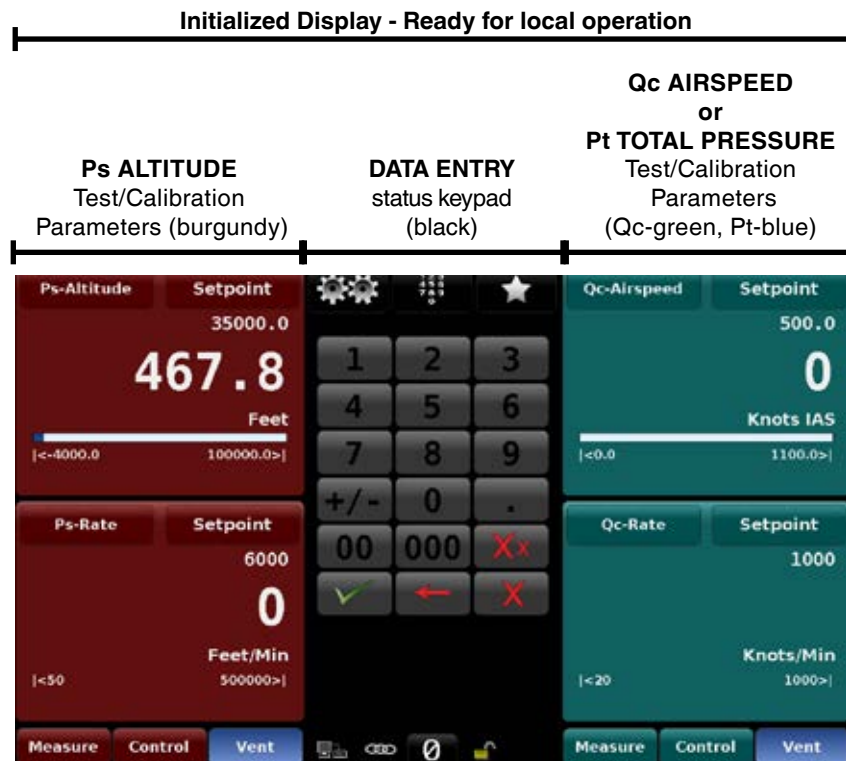 Initialized Display - Ready for local operation
Ps ALTITUDE
Test/Calibration
Parameters (burgundy)
DATA ENTRY
status keypad
(black)
Qc AIRSPEED
or
Pt TOTAL PRESSURE
Test/Calibration
Parameters
(Qc-green, Pt-blue)
Ps-Altitude Setpoint
35000.0
467.8
Feet
|<-4000.0 100000.0>|
Ps-Rate Setpoint
6000
0
Feet/Min
|<50 500000>|
Measure Control Vent
1 2 3
4 5 6
7 8 9
+/- 0 .
00 000 Xx
X
0
Qc-Airspeed Setpoint
500.0
0
Knots IAS
|<0.0 1100.0>|
Qc-Rate Setpoint
1000
Knots/Min
|<20 1000>|
Measure Control Vent